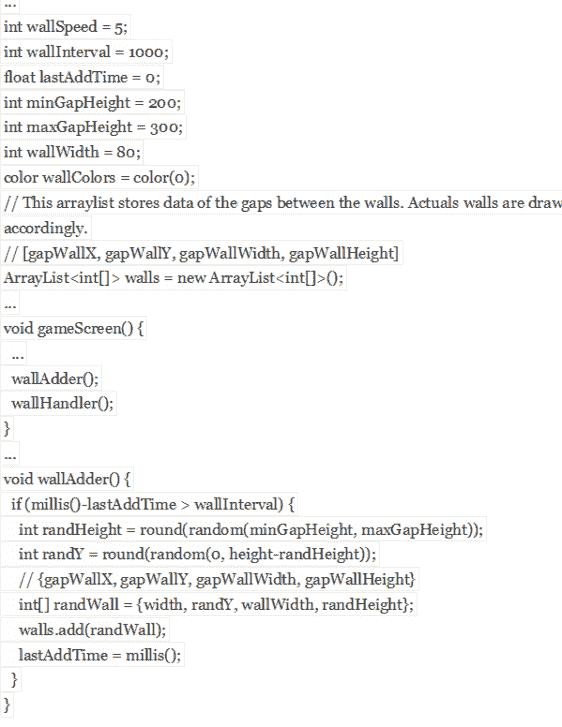 ...
int wallSpeed = 5;
int wallInterval = 1000;
float lastAddTime = 0;
int minGapHeight = 200;
int maxGapHeight = 300;
int wallWidth = 80;
color wallColors = color(0);
// This arraylist stores data of the gaps between the walls. Actuals walls are draw
accordingly.
// [gapWallX, gapWallY, gapWallWidth, gapWallHeight]
ArrayList<int[]> walls = new ArrayList<int[]>();
...
void gameScreen() {
...
wallAdder();
wallHandler();
}
...
void wallAdder() {
if (millis()-lastAddTime > wallInterval) {
int randHeight = round(random(minGapHeight, maxGapHeight));
int randY = round(random(0, height-randHeight));
// {gapWallX, gapWallY, gapWallWidth, gapWallHeight}
int[] randWall = {width, randY, wallWidth, randHeight};
walls.add(randWall);
lastAddTime = millis();
}
}